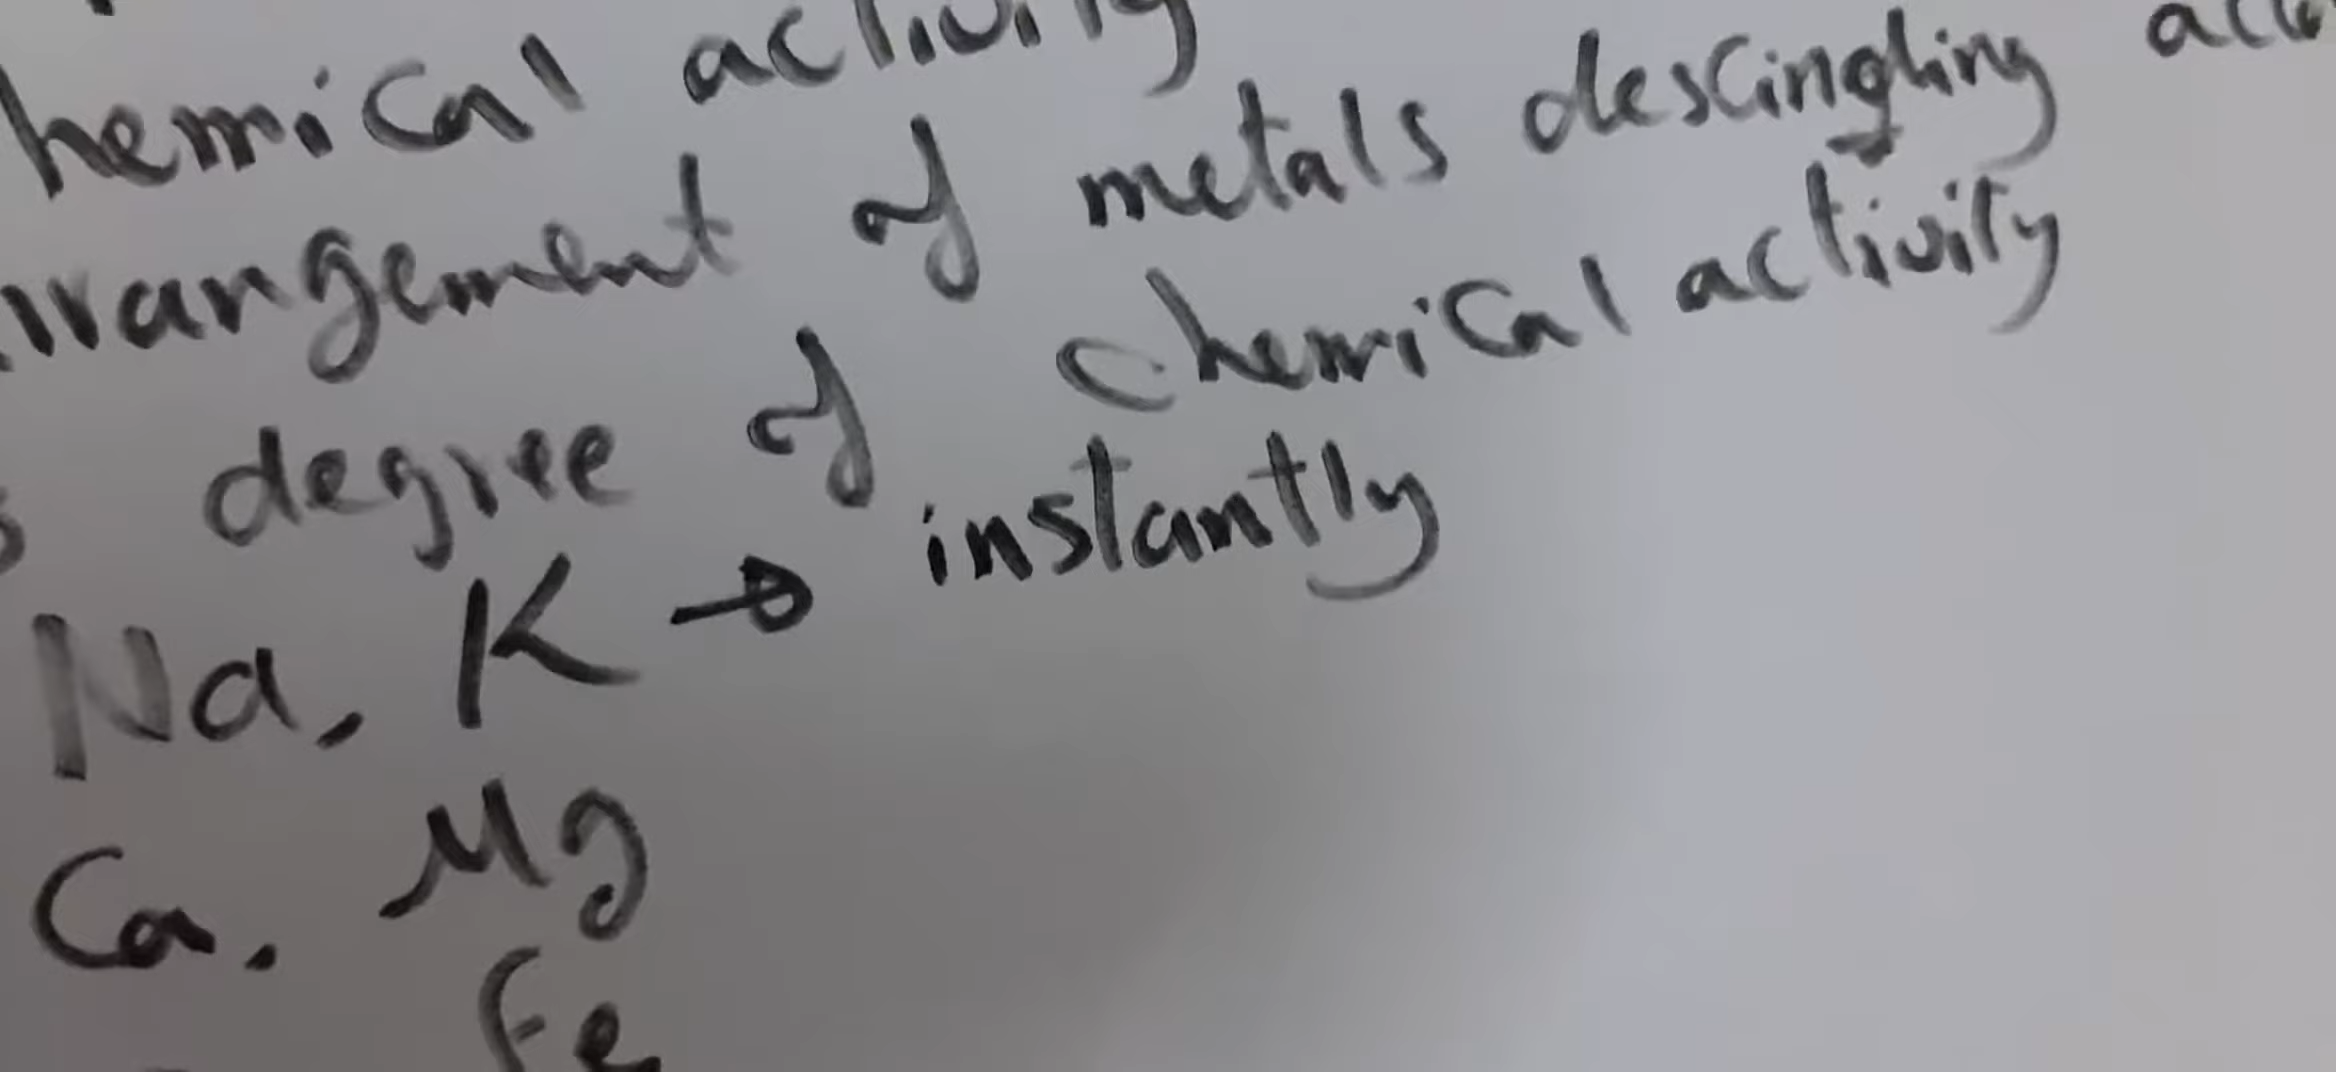 hemical activity
rrangement of metals descingling acc
degree of chemical activity
Na, K → instantly
Ca, Mg
Fe